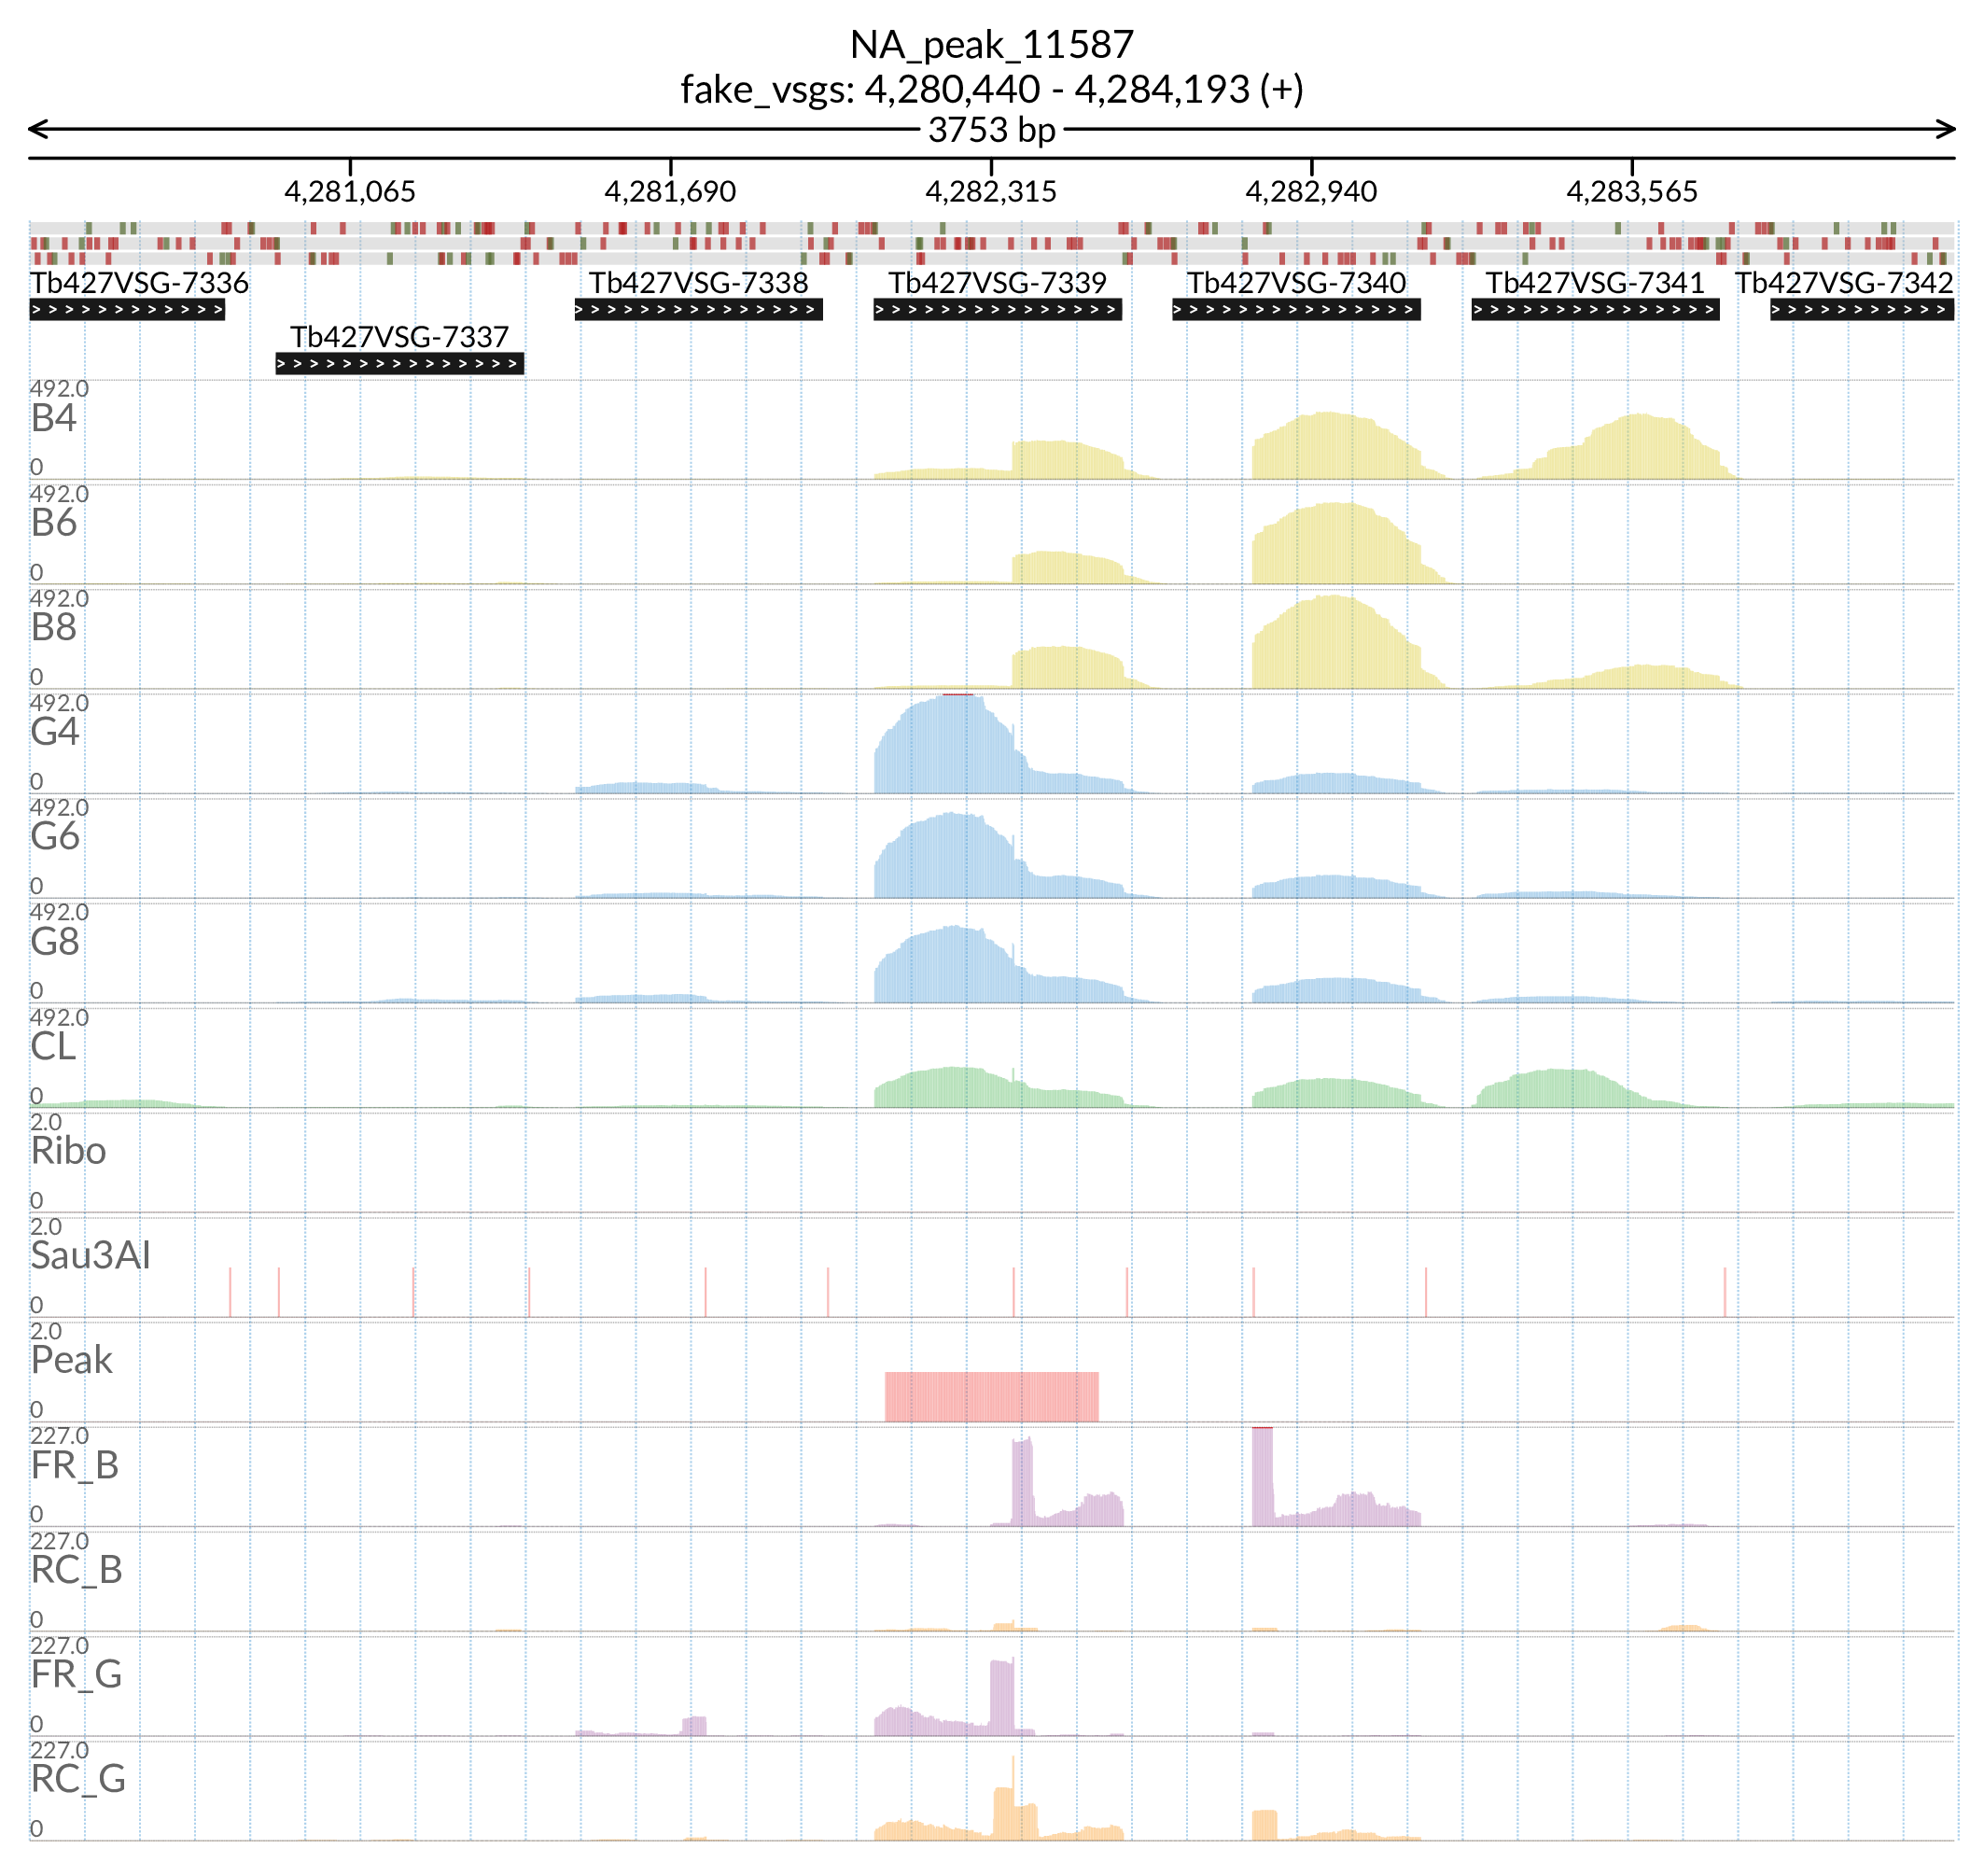 NA_peak_11587
fake_vsgs: 4,280,440 - 4,284,193 (+)
3753 bp
4,281,065 4,281,690 4,282,315 4,282,940 4,283,565
Tb427VSG-7336 Tb427VSG-7338 Tb427VSG-7339 Tb427VSG-7340 Tb427VSG-7341 Tb427VSG-7342
Tb427VSG-7337
492.0
B4
0
492.0
B6
0
492.0
B8
0
492.0
G4
0
492.0
G6
0
492.0
G8
0
492.0
CL
0
2.0
Ribo
0
2.0
Sau3AI
0
2.0
Peak
0
227.0
FR_B
0
227.0
RC_B
0
227.0
FR_G
0
227.0
RC_G
0